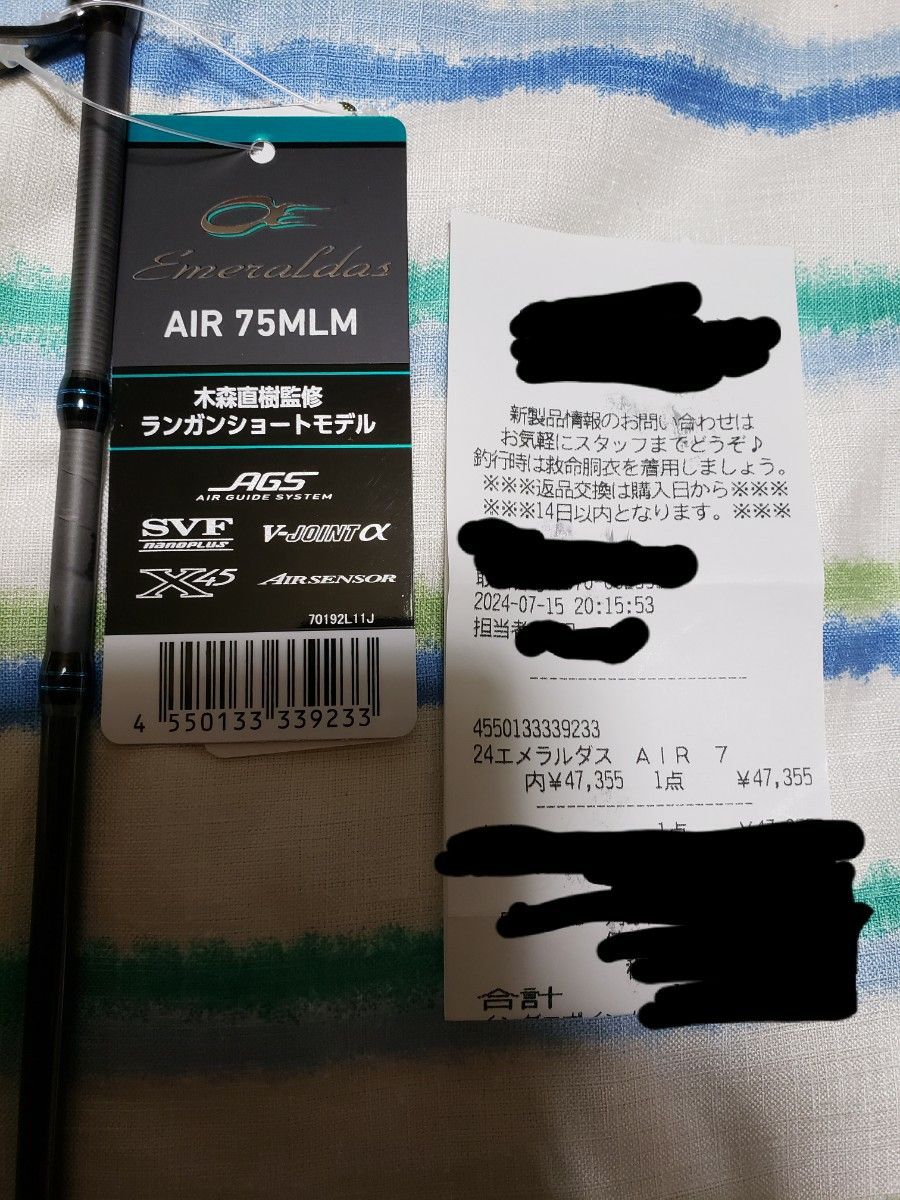 Emeraldas
AIR 75MLM
木森直樹監修
ランガンショートモデル
AGS
AIR GUIDE SYSTEM
SVF
nanoplus
V-JOINTα
X45
AIRSENSOR
70192L11J
4 550133 339233
新製品情報のお問い合わせは
お気軽にスタッフまでどうぞ♪
釣行時は救命胴衣を着用しましょう。
※※※返品交換は購入日から※※※
※※※14日以内となります。※※※
2024-07-15 20:15:53
担当者
4550133339233
24エメラルダス AIR 7
内¥47,355 1点 ¥47,355
1点
合計